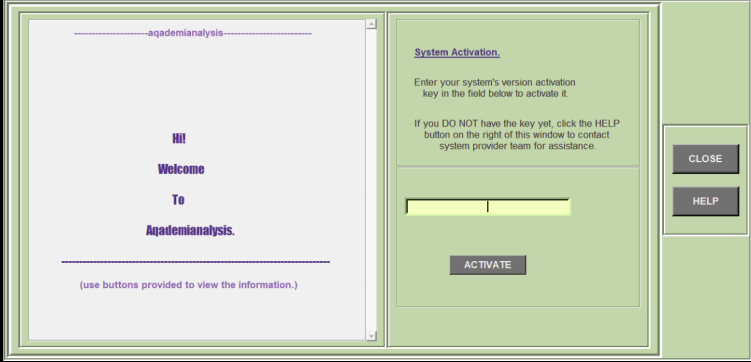 ---------------------aqademianalysis-------------------------
Hi!
Welcome
To
Aqademianalysis.
--------------------------------------------------------------------------
(use buttons provided to view the information.)
System Activation.
Enter your system's version activation
key in the field below to activate it.
If you DO NOT have the key yet, click the HELP
button on the right of this window to contact
system provider team for assistance.
ACTIVATE
CLOSE
HELP